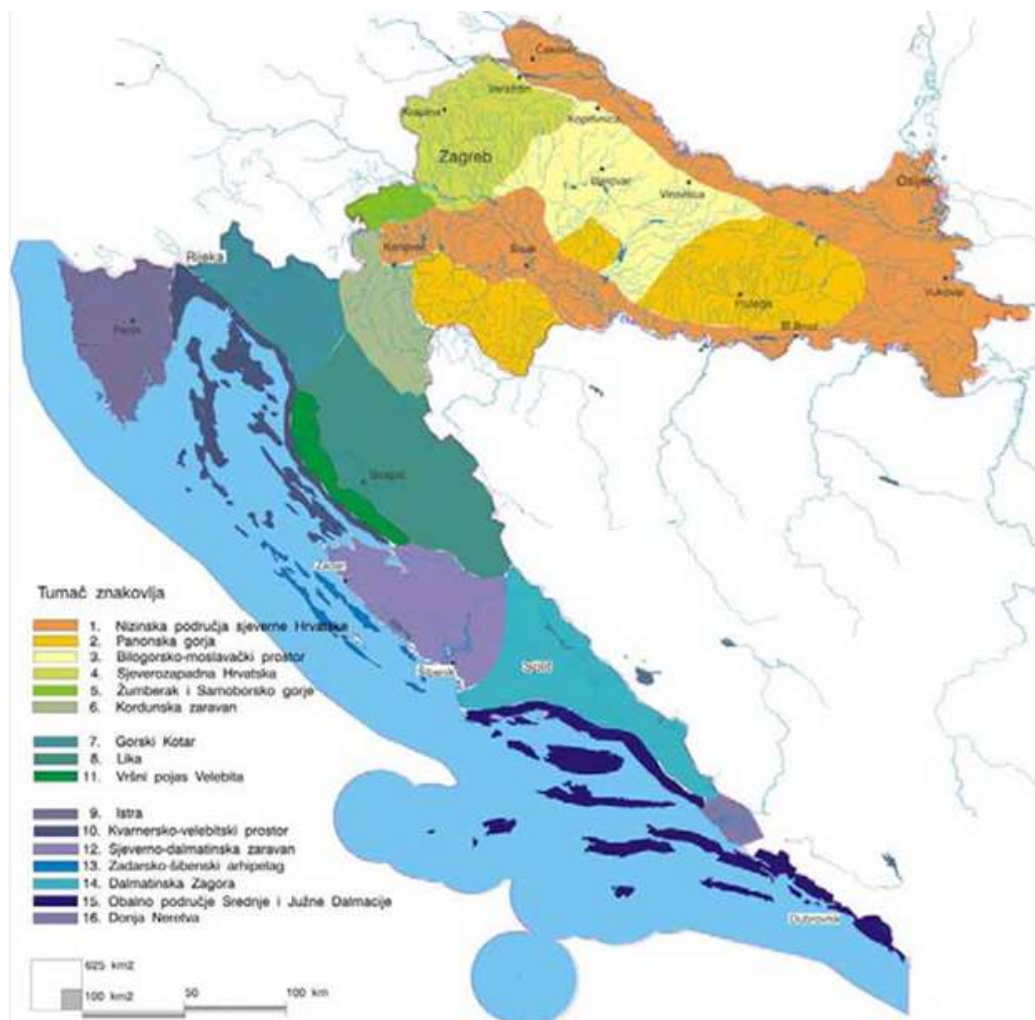 Čakovec
Varaždin
Krapina
Koprivnica
Zagreb
Bjelovar
Virovitica
Osijek
Karlovac
Sisak
Rijeka
Vukovar
Požega
Sl.Brod
Pazin
Gospić
Zadar
Šibenik
Split
Dubrovnik
Tumač znakovlja
1. Nizinska područja sjeverne Hrvatske
2. Panonska gorja
3. Bilogorsko-moslavački prostor
4. Sjeverozapadna Hrvatska
5. Žumberak i Samoborsko gorje
6. Kordunska zaravan
7. Gorski Kotar
8. Lika
11. Vršni pojas Velebita
9. Istra
10. Kvarnersko-velebitski prostor
12. Sjeverno-dalmatinska zaravan
13. Zadarsko-šibenski arhipelag
14. Dalmatinska Zagora
15. Obalno područje Srednje i Južne Dalmacije
16. Donja Neretva
625 km2
100 km2
50
100 km